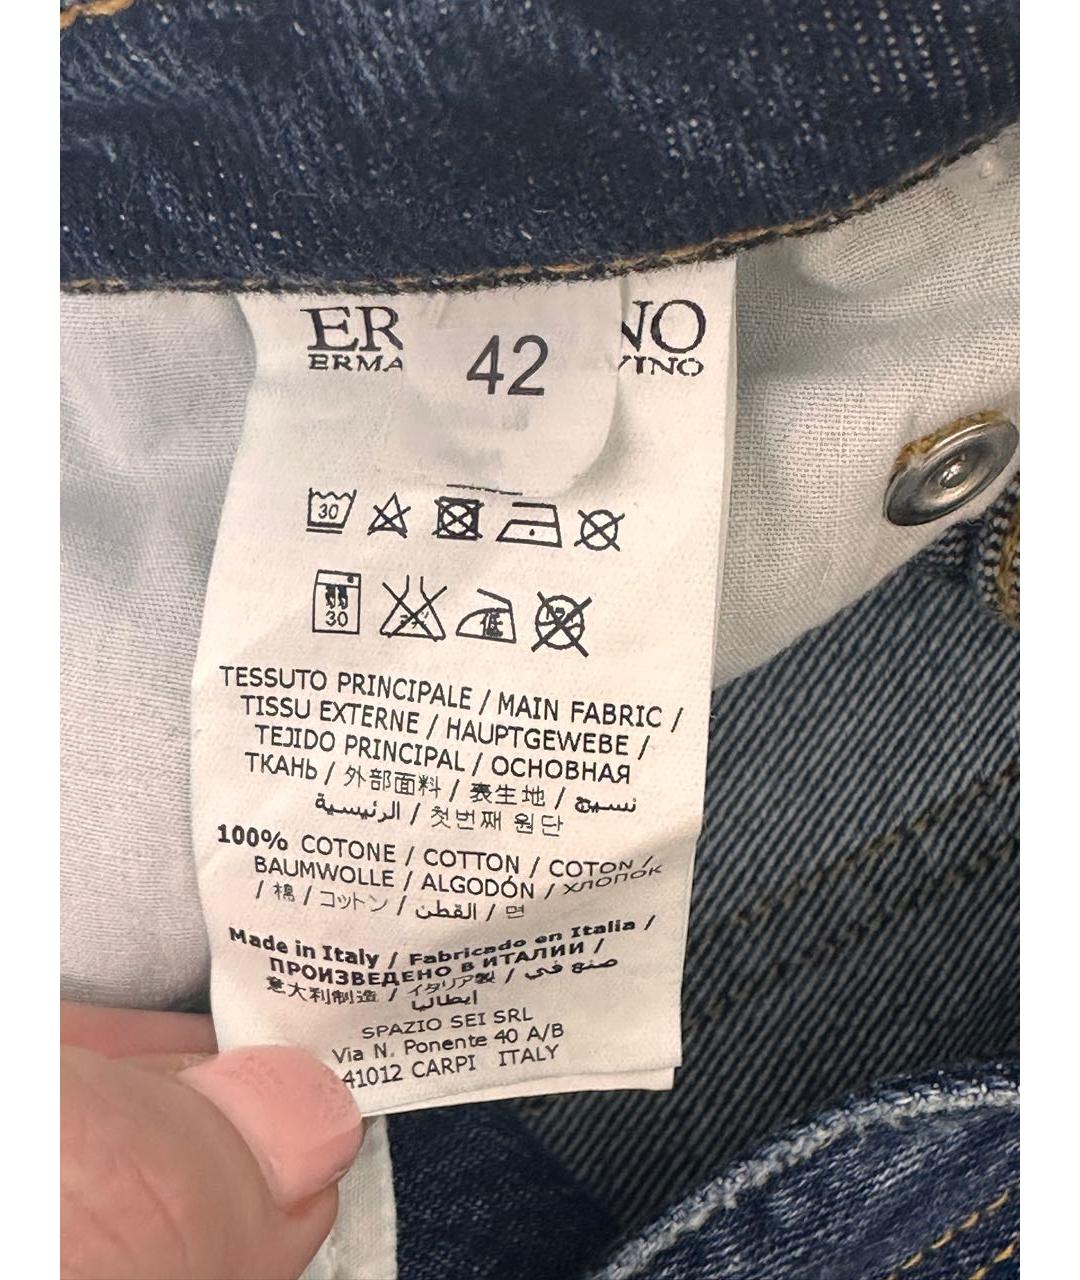 ER NO
ERMA VINO
42
30
30 低
TESSUTO PRINCIPALE / MAIN FABRIC /
TISSU EXTERNE / HAUPTGEWEBE /
TEJIDO PRINCIPAL / ОСНОВНАЯ
ТКАНЬ / 外部面料 / 表生地 / نسيج
الرئيسية / 첫번째 원단
100% COTONE / COTTON / COTON /
BAUMWOLLE / ALGODÓN / ХЛОПОК
/ 棉 / コットン / القطن / 면
Made in Italy / Fabricado en Italia /
ПРОИЗВЕДЕНО В ИТАЛИИ /
意大利制造 / イタリア製 / صنع في
ايطاليا
SPAZIO SEI SRL
Via N. Ponente 40 A/B
41012 CARPI ITALY